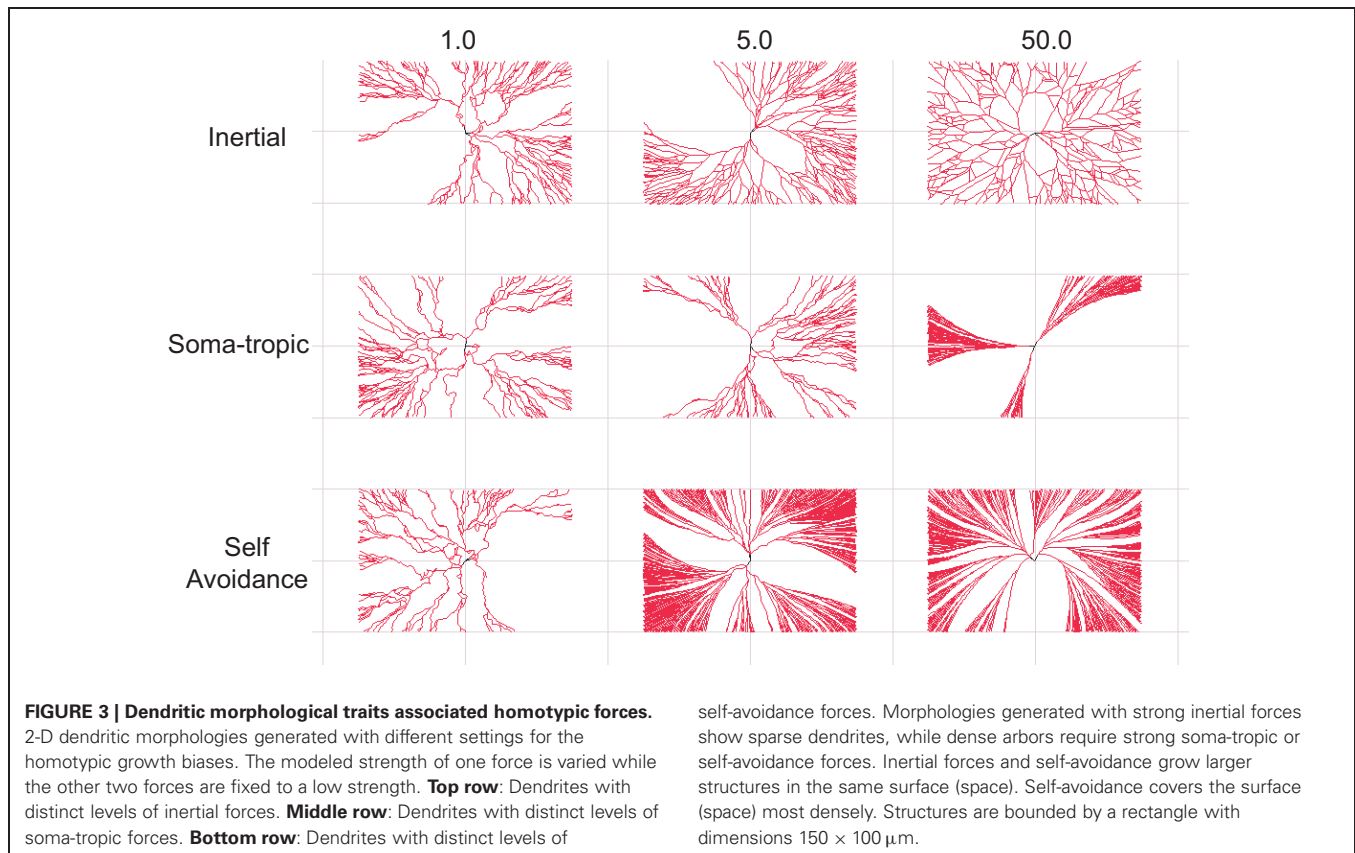 1.0 5.0 50.0
Inertial
Soma-tropic
Self
Avoidance
FIGURE 3 | Dendritic morphological traits associated homotypic forces.
2-D dendritic morphologies generated with different settings for the
homotypic growth biases. The modeled strength of one force is varied while
the other two forces are fixed to a low strength. Top row: Dendrites with
distinct levels of inertial forces. Middle row: Dendrites with distinct levels of
soma-tropic forces. Bottom row: Dendrites with distinct levels of
self-avoidance forces. Morphologies generated with strong inertial forces
show sparse dendrites, while dense arbors require strong soma-tropic or
self-avoidance forces. Inertial forces and self-avoidance grow larger
structures in the same surface (space). Self-avoidance covers the surface
(space) most densely. Structures are bounded by a rectangle with
dimensions 150 × 100 μm.